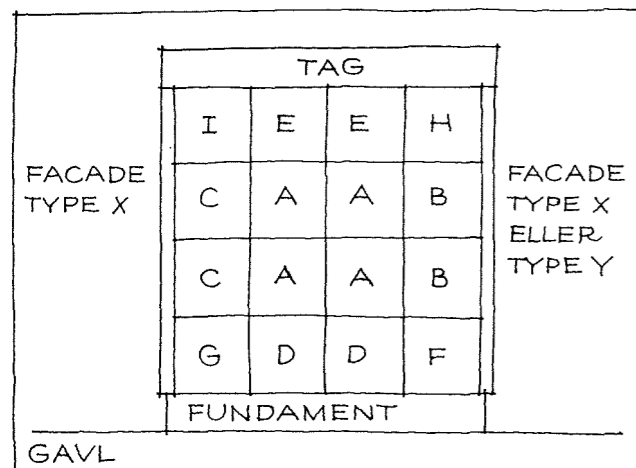 TAG
I E E H
FACADE
TYPE X
C A A B
FACADE
TYPE X
ELLER
TYPE Y
C A A B
G D D F
FUNDAMENT
GAVL